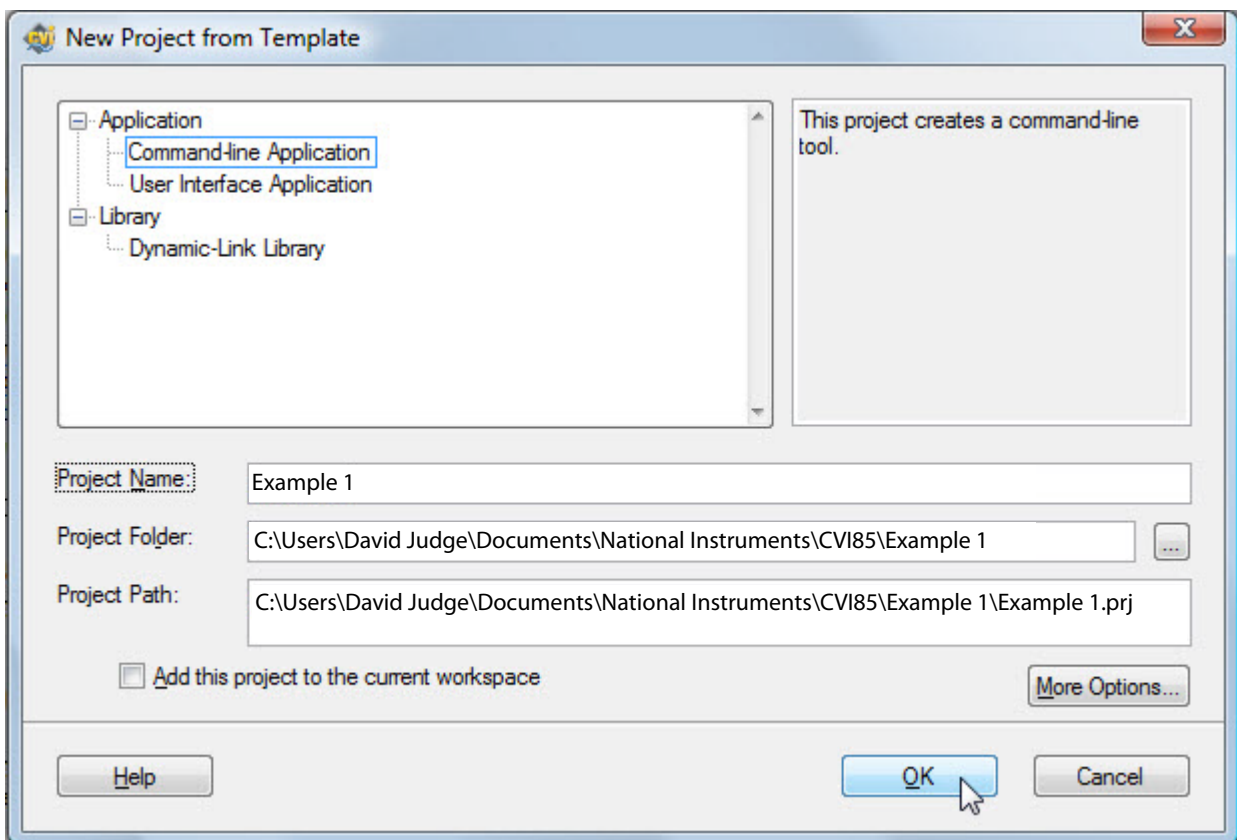 CVI New Project from Template
Application
Command-line Application
User Interface Application
Library
Dynamic-Link Library
This project creates a command-line
tool.
Project Name:
Example 1
Project Folder:
C:\Users\David Judge\Documents\National Instruments\CVI85\Example 1
...
Project Path:
C:\Users\David Judge\Documents\National Instruments\CVI85\Example 1\Example 1.prj
Add this project to the current workspace
More Options...
Help
OK
Cancel